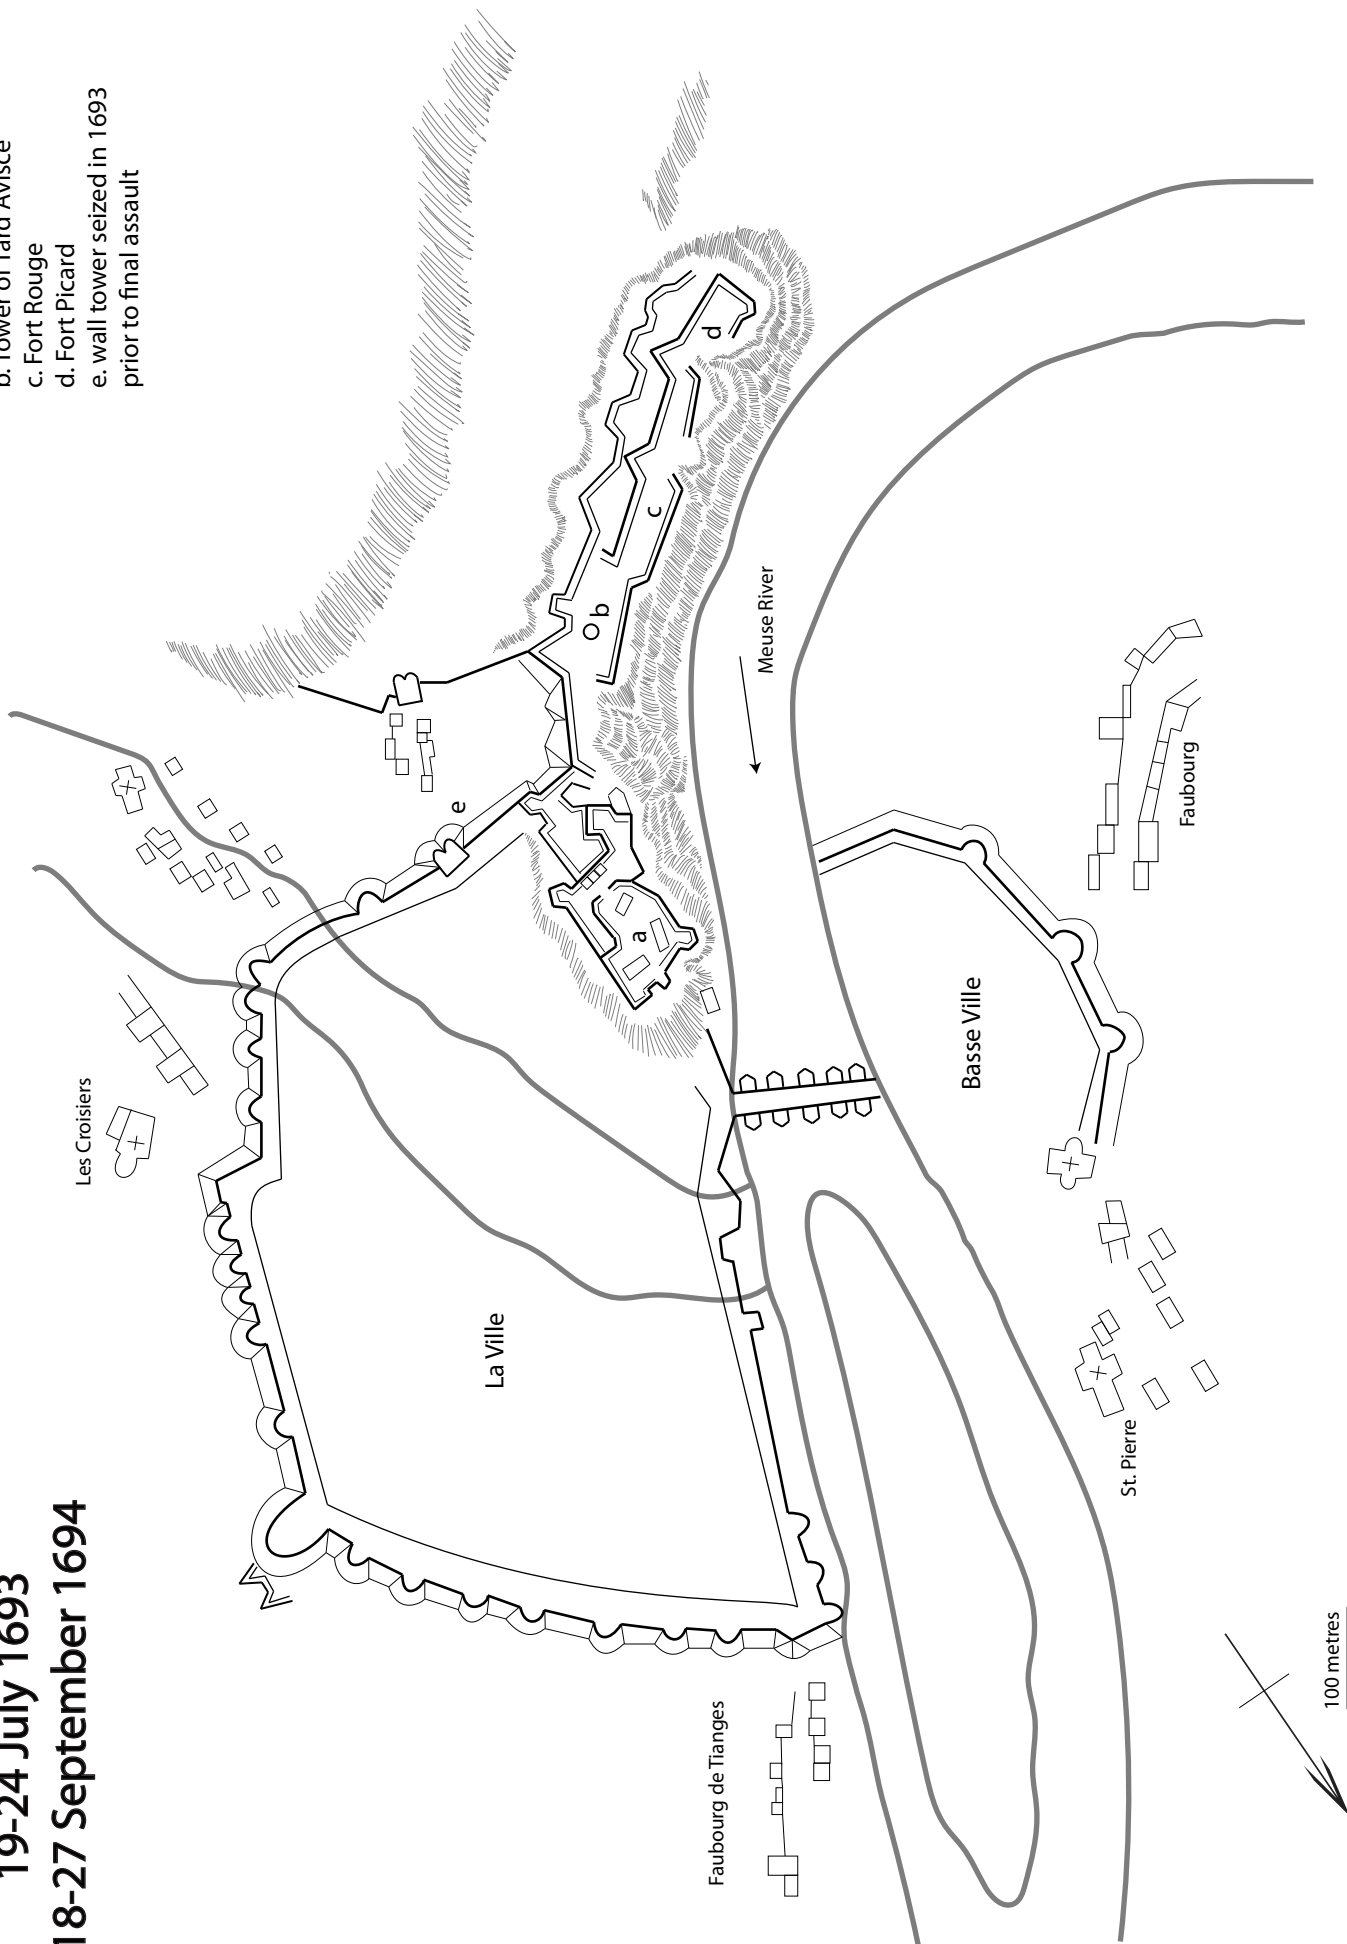 19-24 July 1693
18-27 September 1694
b. Tower of Tard Avisce
c. Fort Rouge
d. Fort Picard
e. wall tower seized in 1693
prior to final assault
Les Croisiers
La Ville
Faubourg de Tianges
Meuse River
Basse Ville
Faubourg
St. Pierre
100 metres
a
b
c
d
e